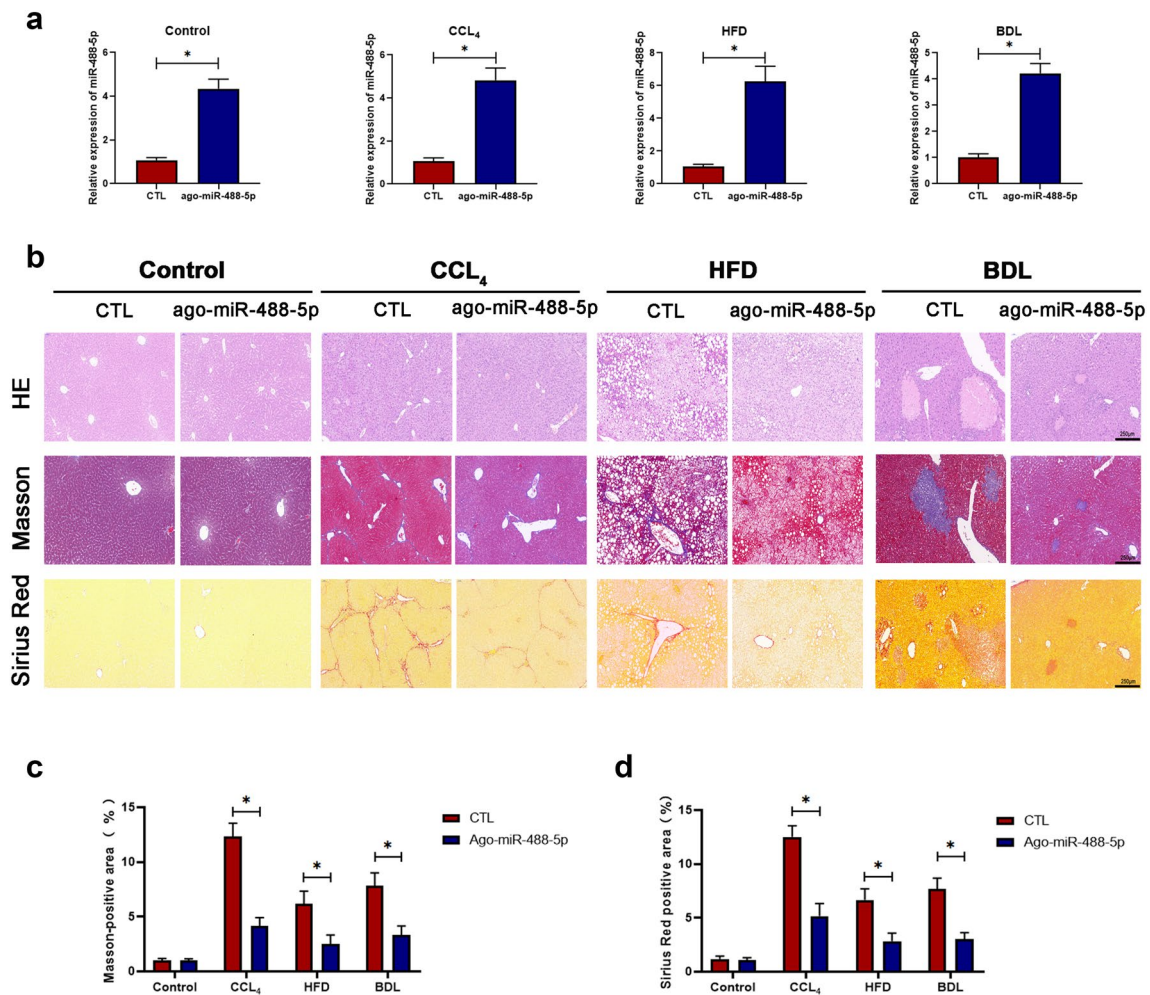 a
Control
Relative expression of miR-488-5p
6
4
2
0
*
CTL
ago-miR-488-5p
CCL4
Relative expression of miR-488-5p
6
4
2
0
*
CTL
ago-miR-488-5p
HFD
Relative expression of miR-488-5p
8
6
4
2
0
*
CTL
ago-miR-488-5p
BDL
Relative expression of miR-488-5p
5
4
3
2
1
0
*
CTL
ago-miR-488-5p
b
Control CCL4 HFD BDL
CTL ago-miR-488-5p CTL ago-miR-488-5p CTL ago-miR-488-5p CTL ago-miR-488-5p
HE
250μm
Masson
250μm
Sirius Red
250μm
c
Masson-positive area ( % )
15
10
5
0
*
*
*
Control CCL4 HFD BDL
CTL
Ago-miR-488-5p
d
Sirius Red positive area (%)
15
10
5
0
*
*
*
Control CCL4 HFD BDL
CTL
Ago-miR-488-5p